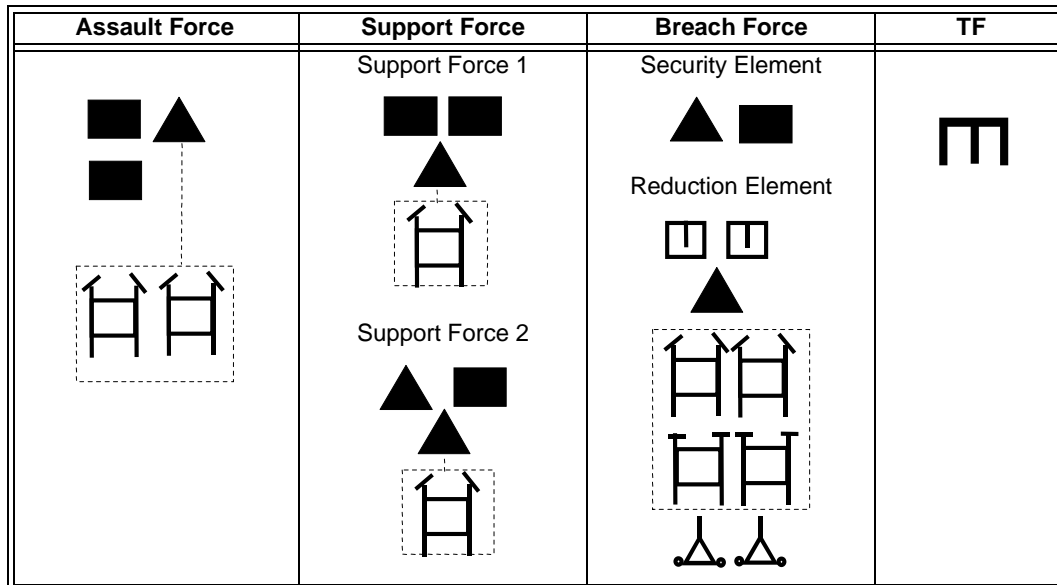 Assault Force
Support Force
Breach Force
TF
Support Force 1
Security Element
Reduction Element
Support Force 2